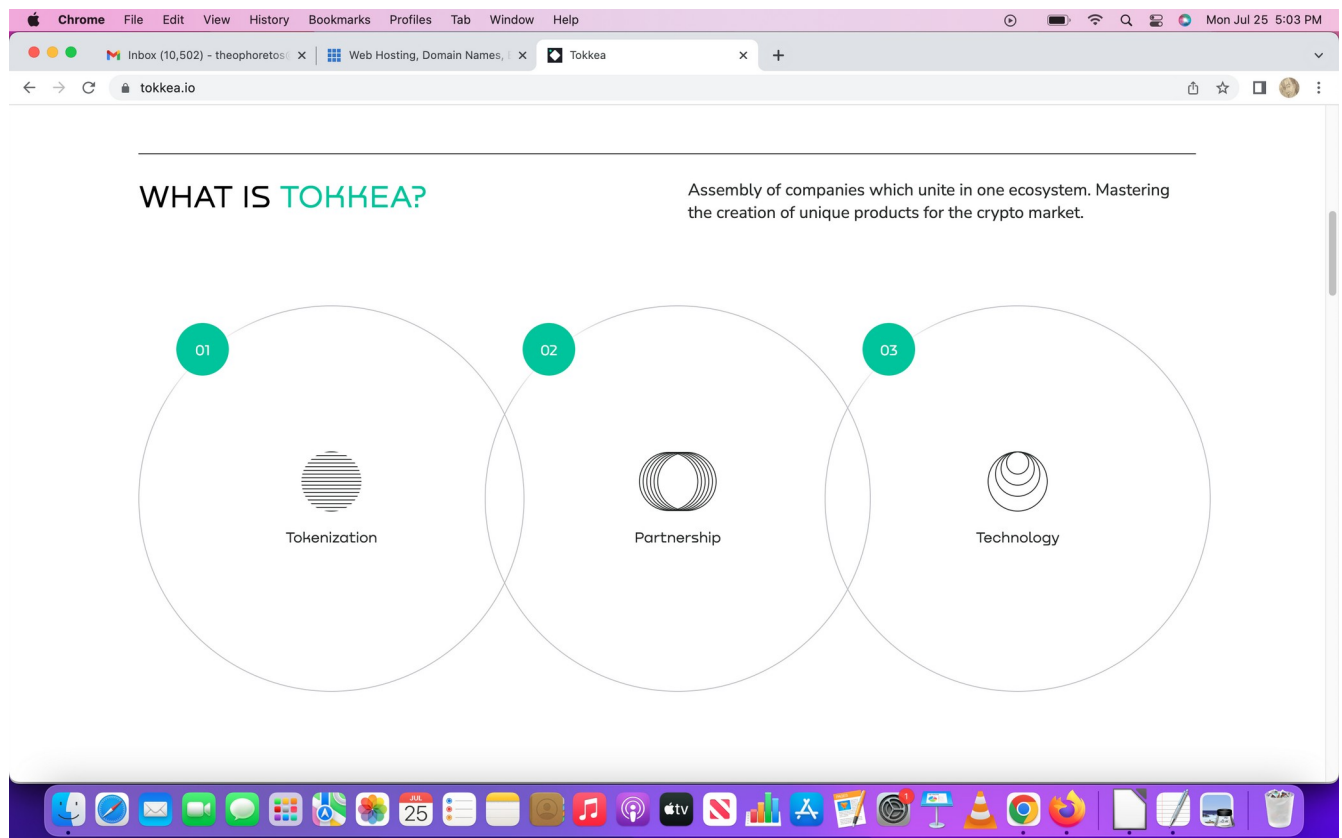 Chrome File Edit View History Bookmarks Profiles Tab Window Help Mon Jul 25 5:03 PM
Inbox (10,502) - theophoretos Web Hosting, Domain Names, Tokkea
tokkea.io
WHAT IS TOKKEA?
Assembly of companies which unite in one ecosystem. Mastering
the creation of unique products for the crypto market.
01
02
03
Tokenization
Partnership
Technology
JUL
25
tv
1